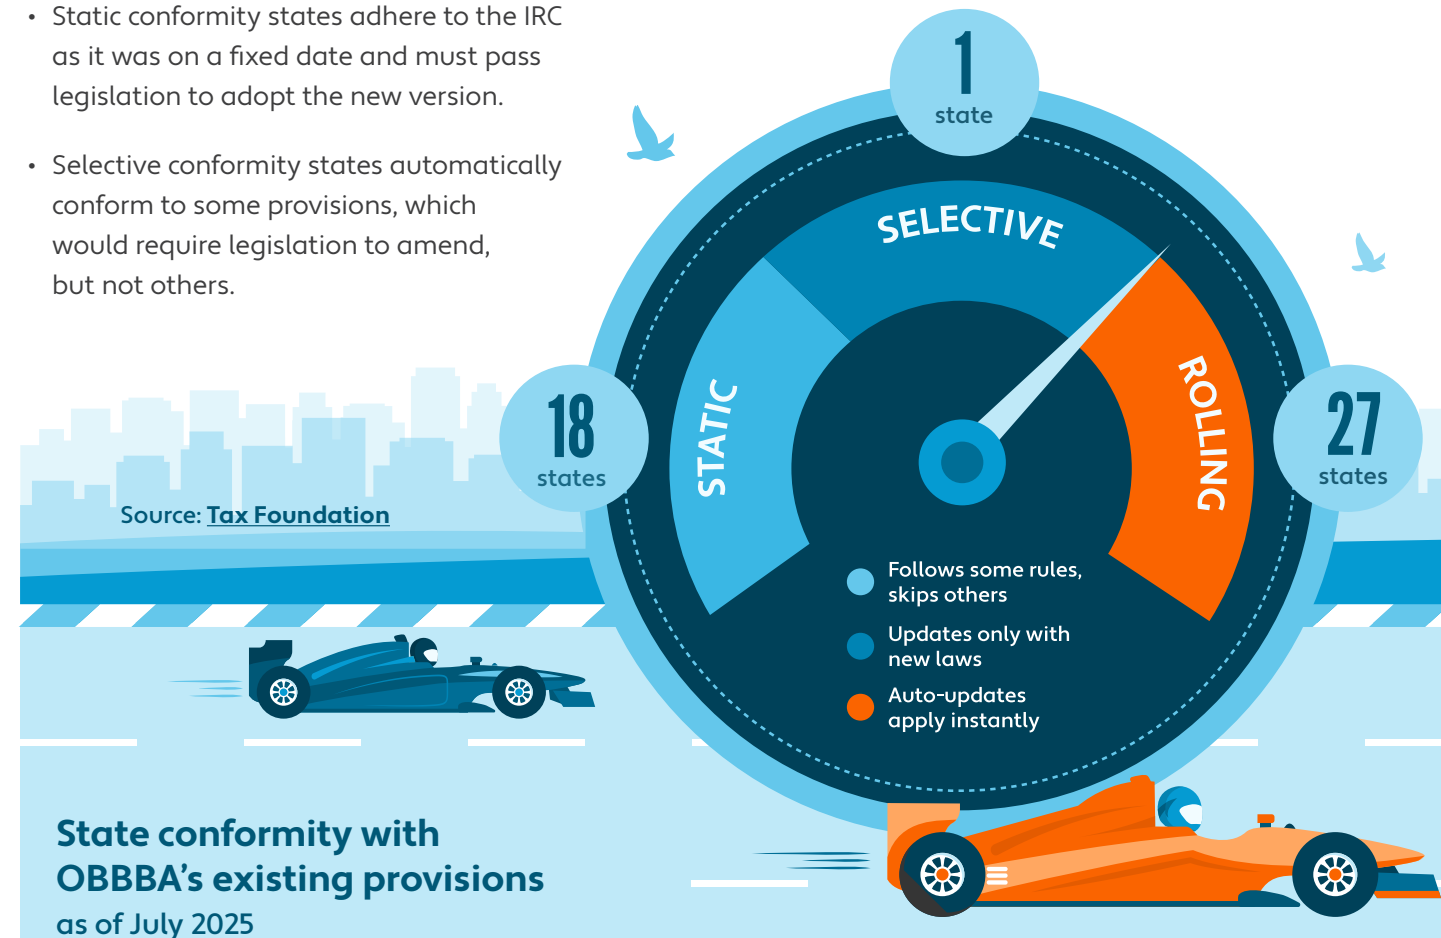 • Static conformity states adhere to the IRC
as it was on a fixed date and must pass
legislation to adopt the new version.
• Selective conformity states automatically
conform to some provisions, which
would require legislation to amend,
but not others.
1
state
SELECTIVE
STATIC
ROLLING
18
states
27
states
Source: Tax Foundation
Follows some rules,
skips others
Updates only with
new laws
Auto-updates
apply instantly
State conformity with
OBBBA’s existing provisions
as of July 2025